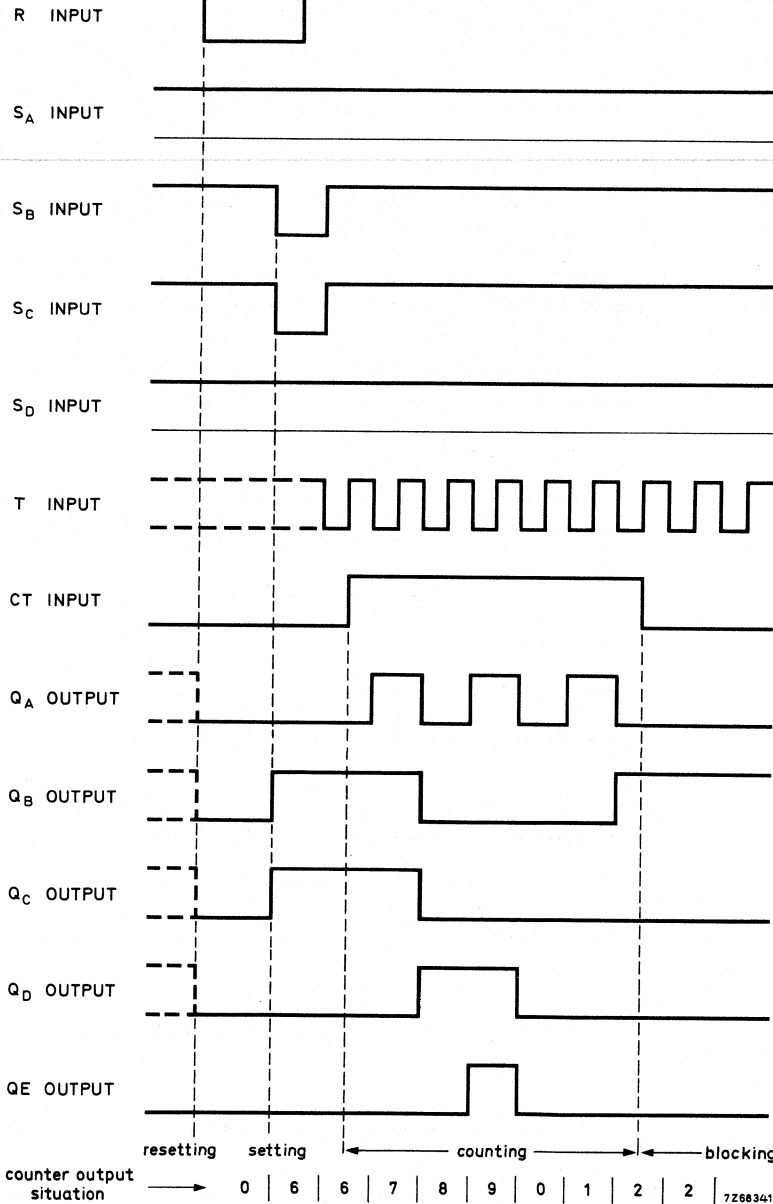 R INPUT
SA INPUT
SB INPUT
SC INPUT
SD INPUT
T INPUT
CT INPUT
QA OUTPUT
QB OUTPUT
QC OUTPUT
QD OUTPUT
QE OUTPUT
resetting setting counting blocking
counter output situation 0 6 6 7 8 9 0 1 2 2
7Z68341